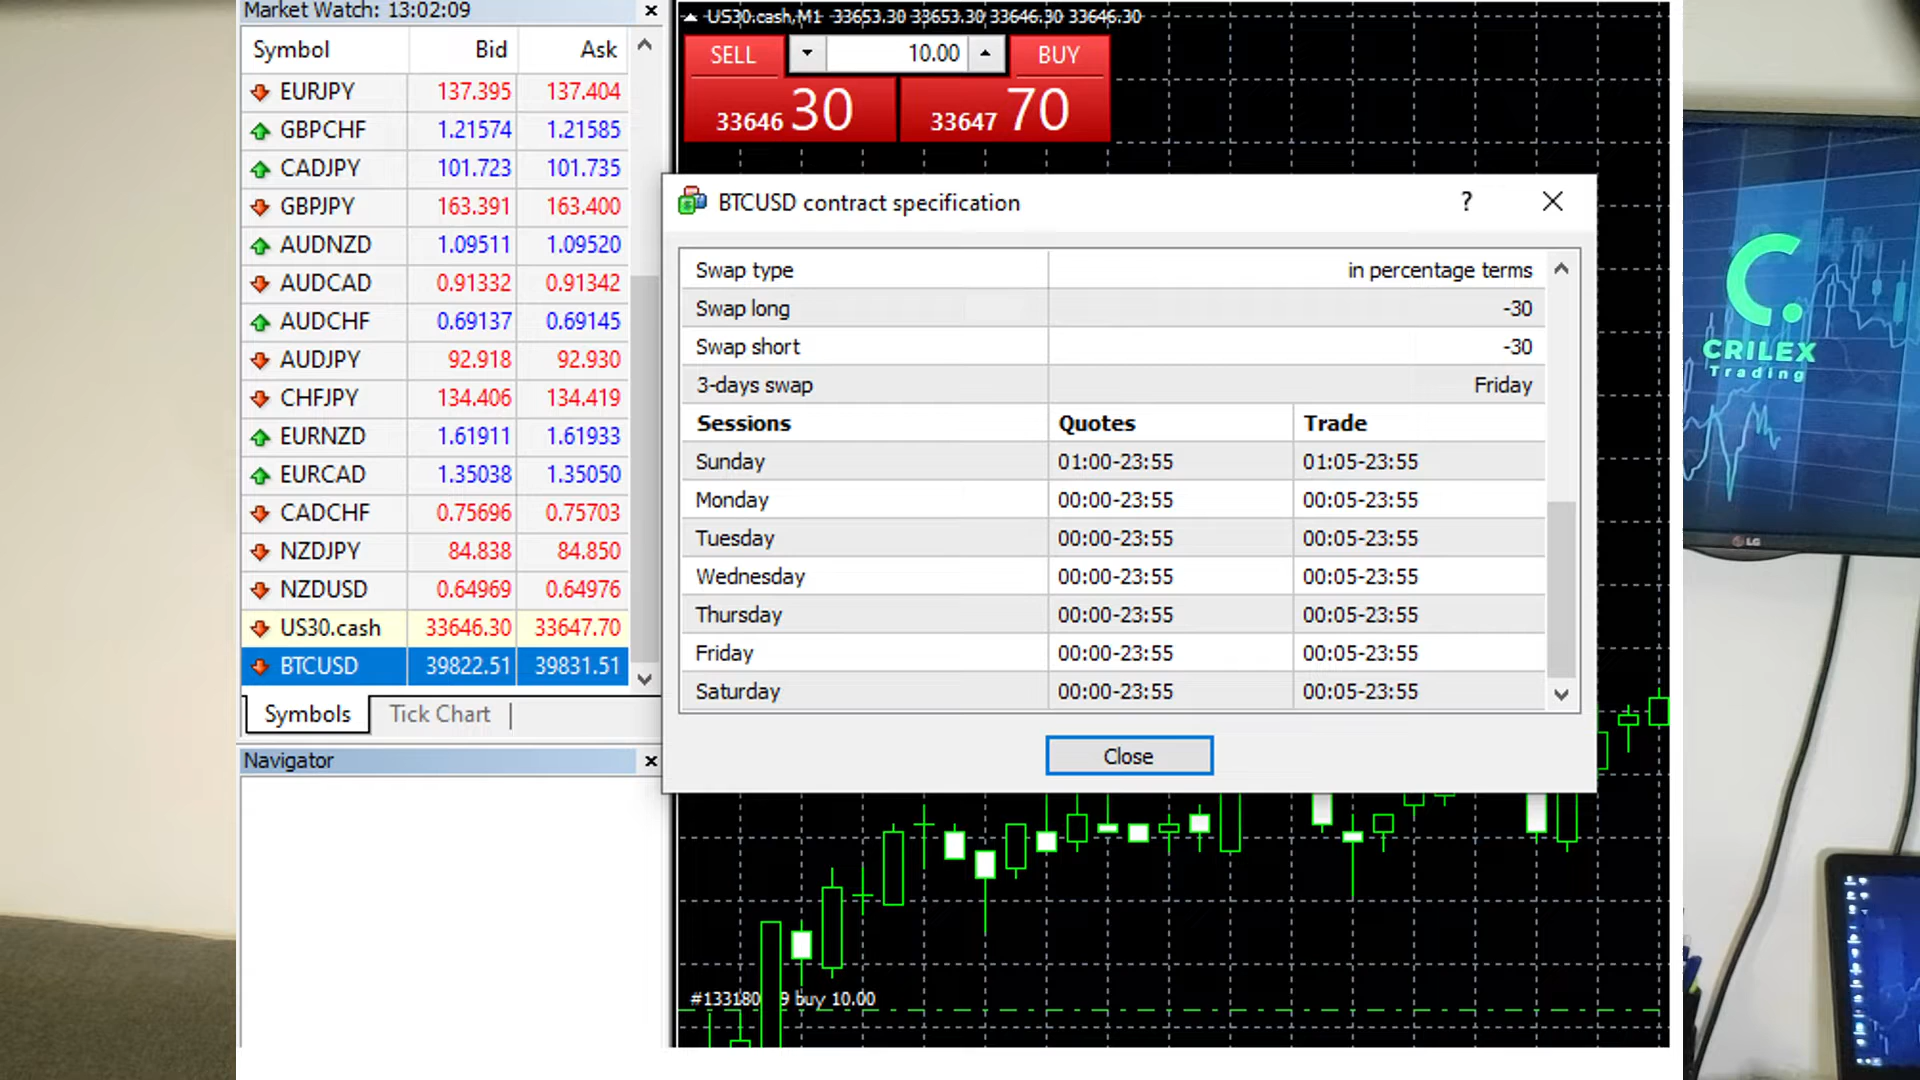 Market Watch: 13:02:09
Symbol Bid Ask
EURJPY 137.395 137.404
GBPCHF 1.21574 1.21585
CADJPY 101.723 101.735
GBPJPY 163.391 163.400
AUDNZD 1.09511 1.09520
AUDCAD 0.91332 0.91342
AUDCHF 0.69137 0.69145
AUDJPY 92.918 92.930
CHFJPY 134.406 134.419
EURNZD 1.61911 1.61933
EURCAD 1.35038 1.35050
CADCHF 0.75696 0.75703
NZDJPY 84.838 84.850
NZDUSD 0.64969 0.64976
US30.cash 33646.30 33647.70
BTCUSD 39822.51 39831.51
Symbols Tick Chart
Navigator
US30.cash,M1 33653.30 33653.30 33646.30 33646.30
SELL 10.00 BUY
33646 30 33647 70
BTCUSD contract specification ?
Swap type in percentage terms
Swap long -30
Swap short -30
3-days swap Friday
Sessions Quotes Trade
Sunday 01:00-23:55 01:05-23:55
Monday 00:00-23:55 00:05-23:55
Tuesday 00:00-23:55 00:05-23:55
Wednesday 00:00-23:55 00:05-23:55
Thursday 00:00-23:55 00:05-23:55
Friday 00:00-23:55 00:05-23:55
Saturday 00:00-23:55 00:05-23:55
Close
buy 10.00
CRILEX
Trading
LG